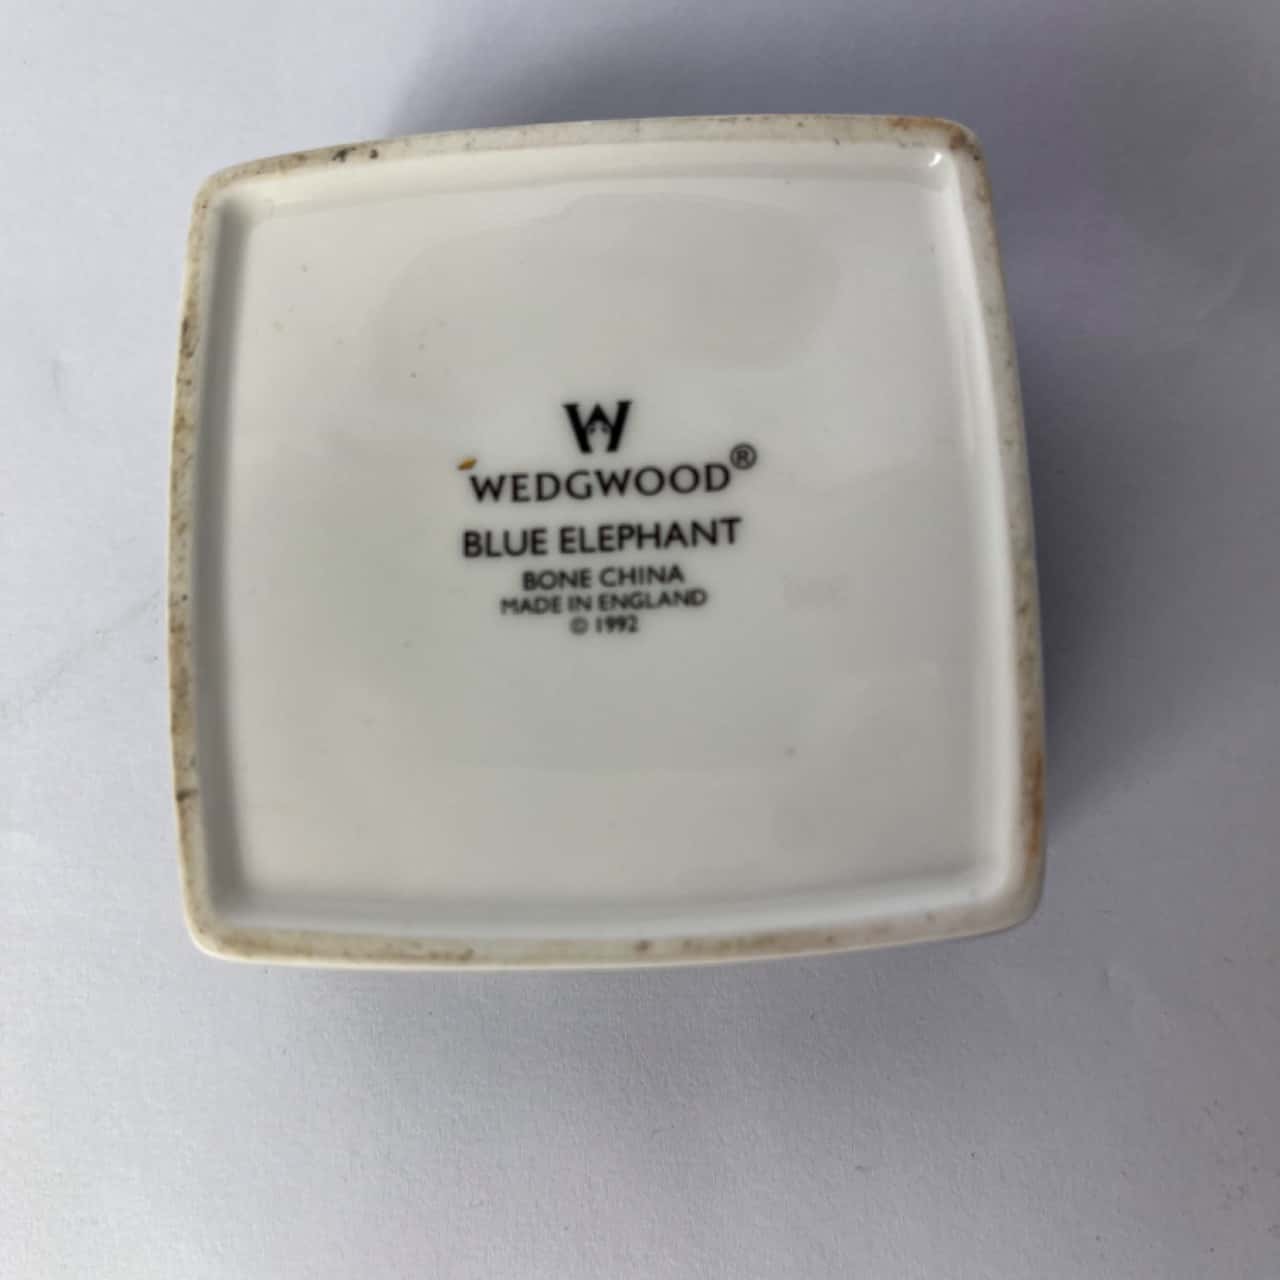 W
WEDGWOOD®
BLUE ELEPHANT
BONE CHINA
MADE IN ENGLAND
© 1992